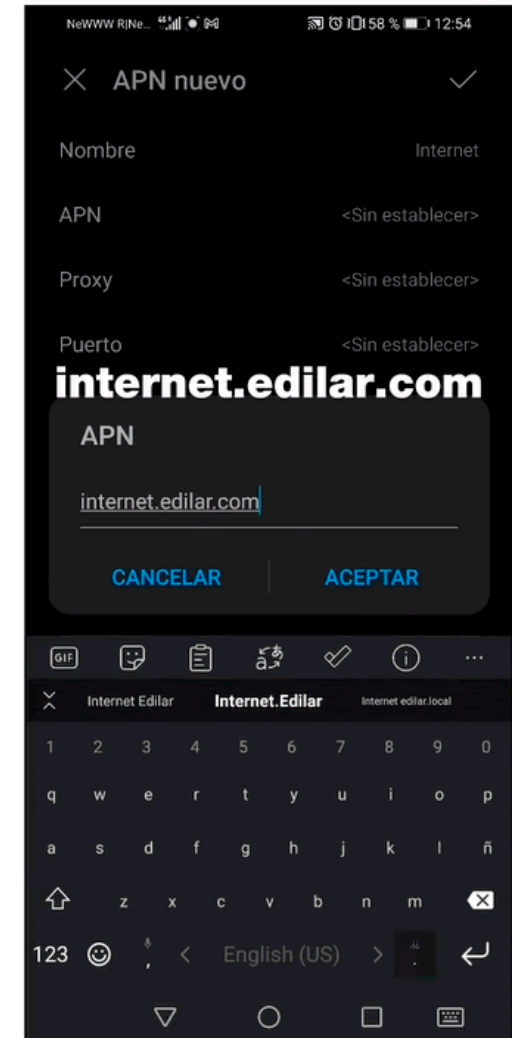 NeWWW R|Ne... 58 % 12:54
APN nuevo
Nombre Internet
APN <Sin establecer>
Proxy <Sin establecer>
Puerto <Sin establecer>
internet.edilar.com
APN
internet.edilar.com
CANCELAR ACEPTAR
GIF
Internet Edilar Internet.Edilar Internet edilar.local
1 2 3 4 5 6 7 8 9 0
q w e r t y u i o p
a s d f g h j k l ñ
z x c v b n m
123 , < English (US) > .